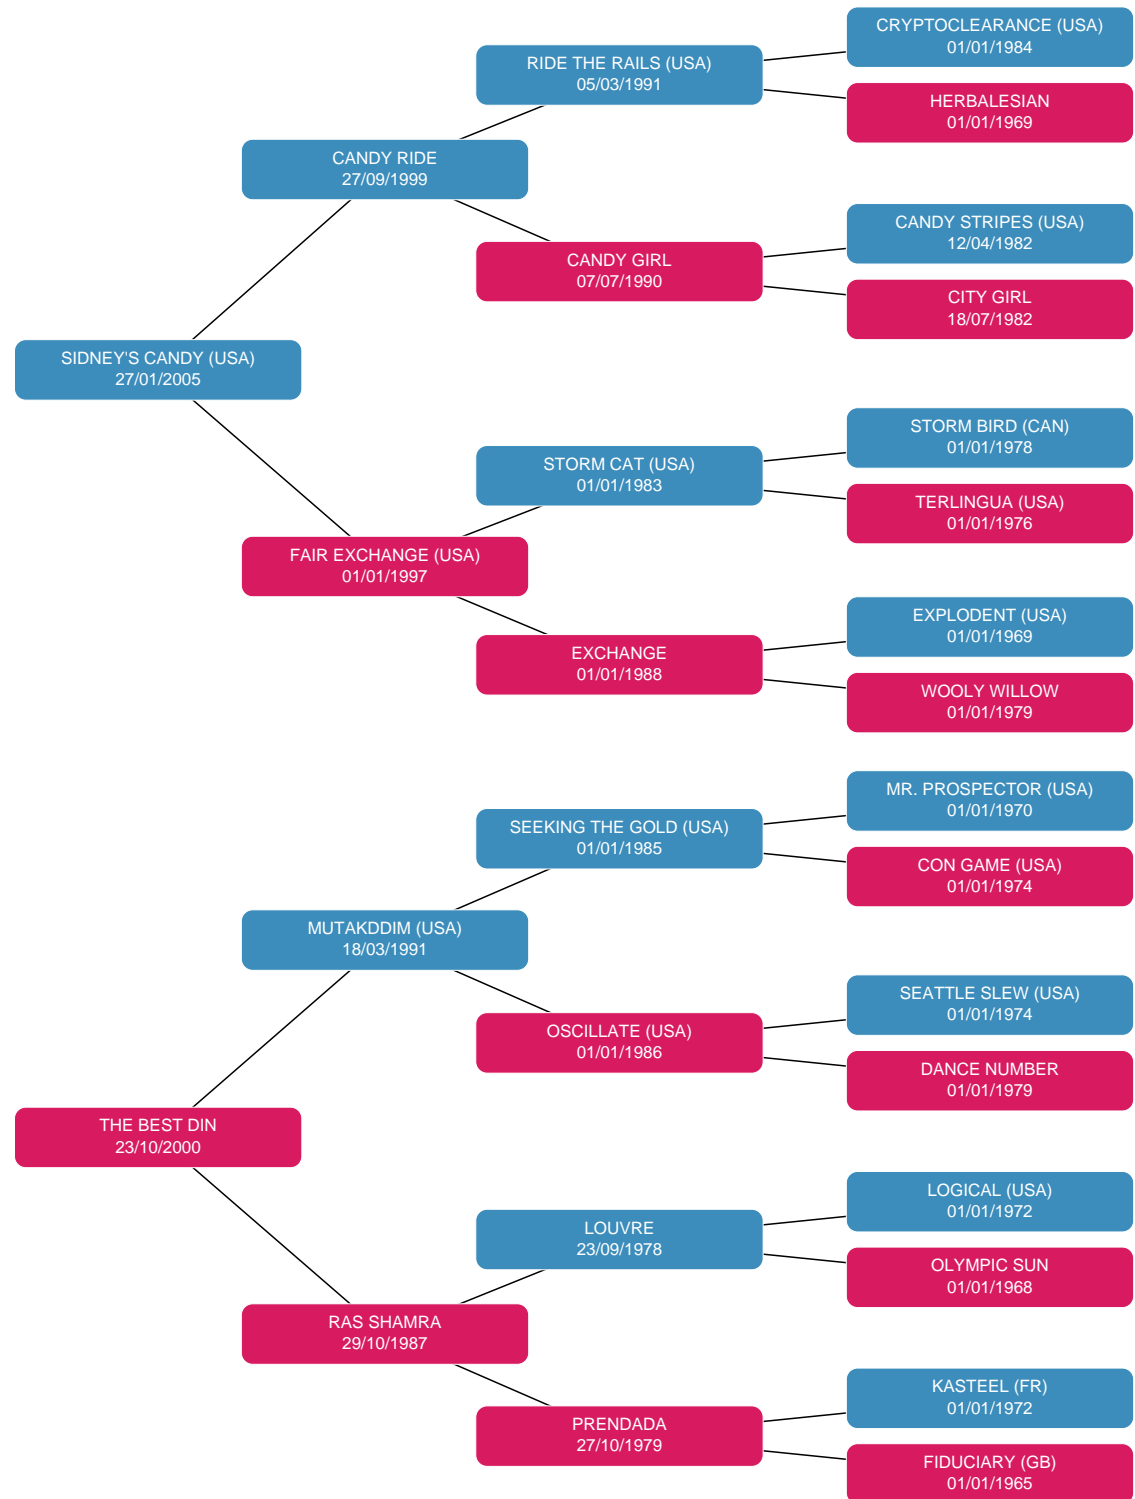 CRYPTOCLEARANCE (USA)
01/01/1984
RIDE THE RAILS (USA)
05/03/1991
HERBALESIAN
01/01/1969
CANDY RIDE
27/09/1999
CANDY STRIPES (USA)
12/04/1982
CANDY GIRL
07/07/1990
CITY GIRL
18/07/1982
SIDNEY'S CANDY (USA)
27/01/2005
STORM BIRD (CAN)
01/01/1978
STORM CAT (USA)
01/01/1983
TERLINGUA (USA)
01/01/1976
FAIR EXCHANGE (USA)
01/01/1997
EXPLODENT (USA)
01/01/1969
EXCHANGE
01/01/1988
WOOLY WILLOW
01/01/1979
MR. PROSPECTOR (USA)
01/01/1970
SEEKING THE GOLD (USA)
01/01/1985
CON GAME (USA)
01/01/1974
MUTAKDDIM (USA)
18/03/1991
SEATTLE SLEW (USA)
01/01/1974
OSCILLATE (USA)
01/01/1986
DANCE NUMBER
01/01/1979
THE BEST DIN
23/10/2000
LOGICAL (USA)
01/01/1972
LOUVRE
23/09/1978
OLYMPIC SUN
01/01/1968
RAS SHAMRA
29/10/1987
KASTEEL (FR)
01/01/1972
PRENDADA
27/10/1979
FIDUCIARY (GB)
01/01/1965